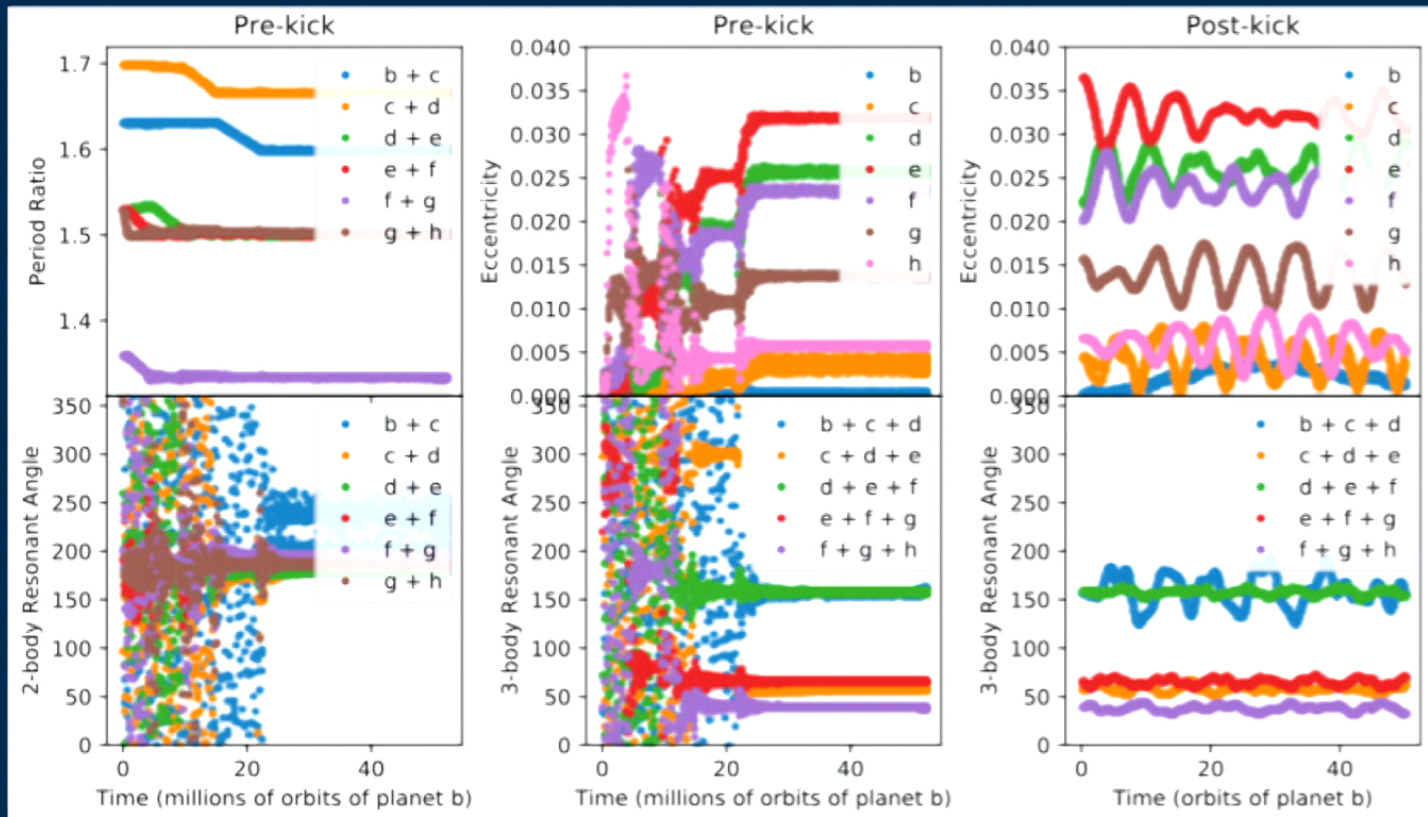 Pre-kick
Period Ratio
1.7
1.6
1.5
1.4
b + c
c + d
d + e
e + f
f + g
g + h
Pre-kick
Eccentricity
0.040
0.035
0.030
0.025
0.020
0.015
0.010
0.005
0.000
b
c
d
e
f
g
h
Post-kick
Eccentricity
0.040
0.035
0.030
0.025
0.020
0.015
0.010
0.005
0.000
b
c
d
e
f
g
h
2-body Resonant Angle
350
300
250
200
150
100
50
0
b + c
c + d
d + e
e + f
f + g
g + h
0 20 40
Time (millions of orbits of planet b)
3-body Resonant Angle
350
300
250
200
150
100
50
0
b + c + d
c + d + e
d + e + f
e + f + g
f + g + h
0 20 40
Time (millions of orbits of planet b)
3-body Resonant Angle
350
300
250
200
150
100
50
0
b + c + d
c + d + e
d + e + f
e + f + g
f + g + h
0 20 40
Time (orbits of planet b)